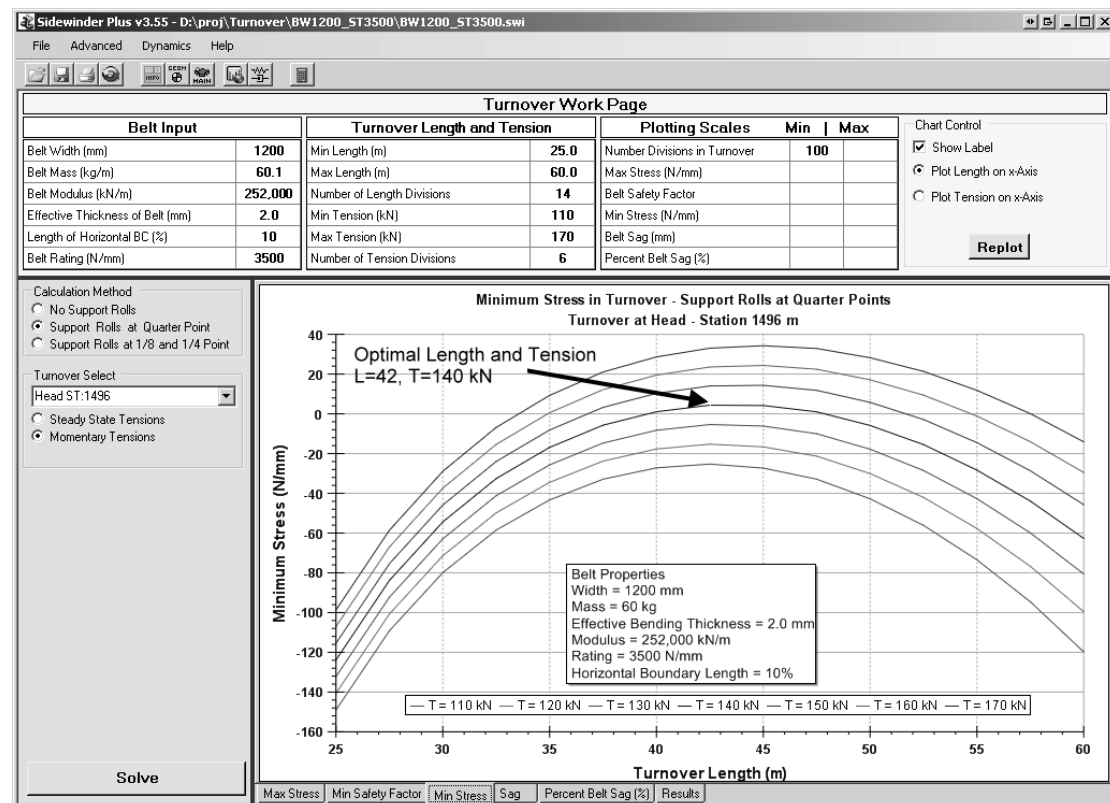 Sidewinder Plus v3.55 - D:\proj\Turnover\BW1200_ST3500\BW1200_ST3500.swi
File Advanced Dynamics Help
INFO GEOM MAIN
Turnover Work Page
Belt Input
Belt Width (mm) 1200
Belt Mass (kg/m) 60.1
Belt Modulus (kN/m) 252,000
Effective Thickness of Belt (mm) 2.0
Length of Horizontal BC (%) 10
Belt Rating (N/mm) 3500
Turnover Length and Tension
Min Length (m) 25.0
Max Length (m) 60.0
Number of Length Divisions 14
Min Tension (kN) 110
Max Tension (kN) 170
Number of Tension Divisions 6
Plotting Scales Min | Max
Number Divisions in Turnover 100
Max Stress (N/mm)
Belt Safety Factor
Min Stress (N/mm)
Belt Sag (mm)
Percent Belt Sag (%)
Chart Control
Show Label
Plot Length on x-Axis
Plot Tension on x-Axis
Replot
Calculation Method
No Support Rolls
Support Rolls at Quarter Point
Support Rolls at 1/8 and 1/4 Point
Turnover Select
Head ST:1496
Steady State Tensions
Momentary Tensions
Solve
Minimum Stress in Turnover - Support Rolls at Quarter Points
Turnover at Head - Station 1496 m
Optimal Length and Tension
L=42, T=140 kN
Minimum Stress (N/mm)
40
20
0
-20
-40
-60
-80
-100
-120
-140
-160
Belt Properties
Width = 1200 mm
Mass = 60 kg
Effective Bending Thickness = 2.0 mm
Modulus = 252,000 kN/m
Rating = 3500 N/mm
Horizontal Boundary Length = 10%
T = 110 kN T = 120 kN T = 130 kN T = 140 kN T = 150 kN T = 160 kN T = 170 kN
25 30 35 40 45 50 55 60
Turnover Length (m)
Max Stress Min Safety Factor Min Stress Sag Percent Belt Sag (%) Results